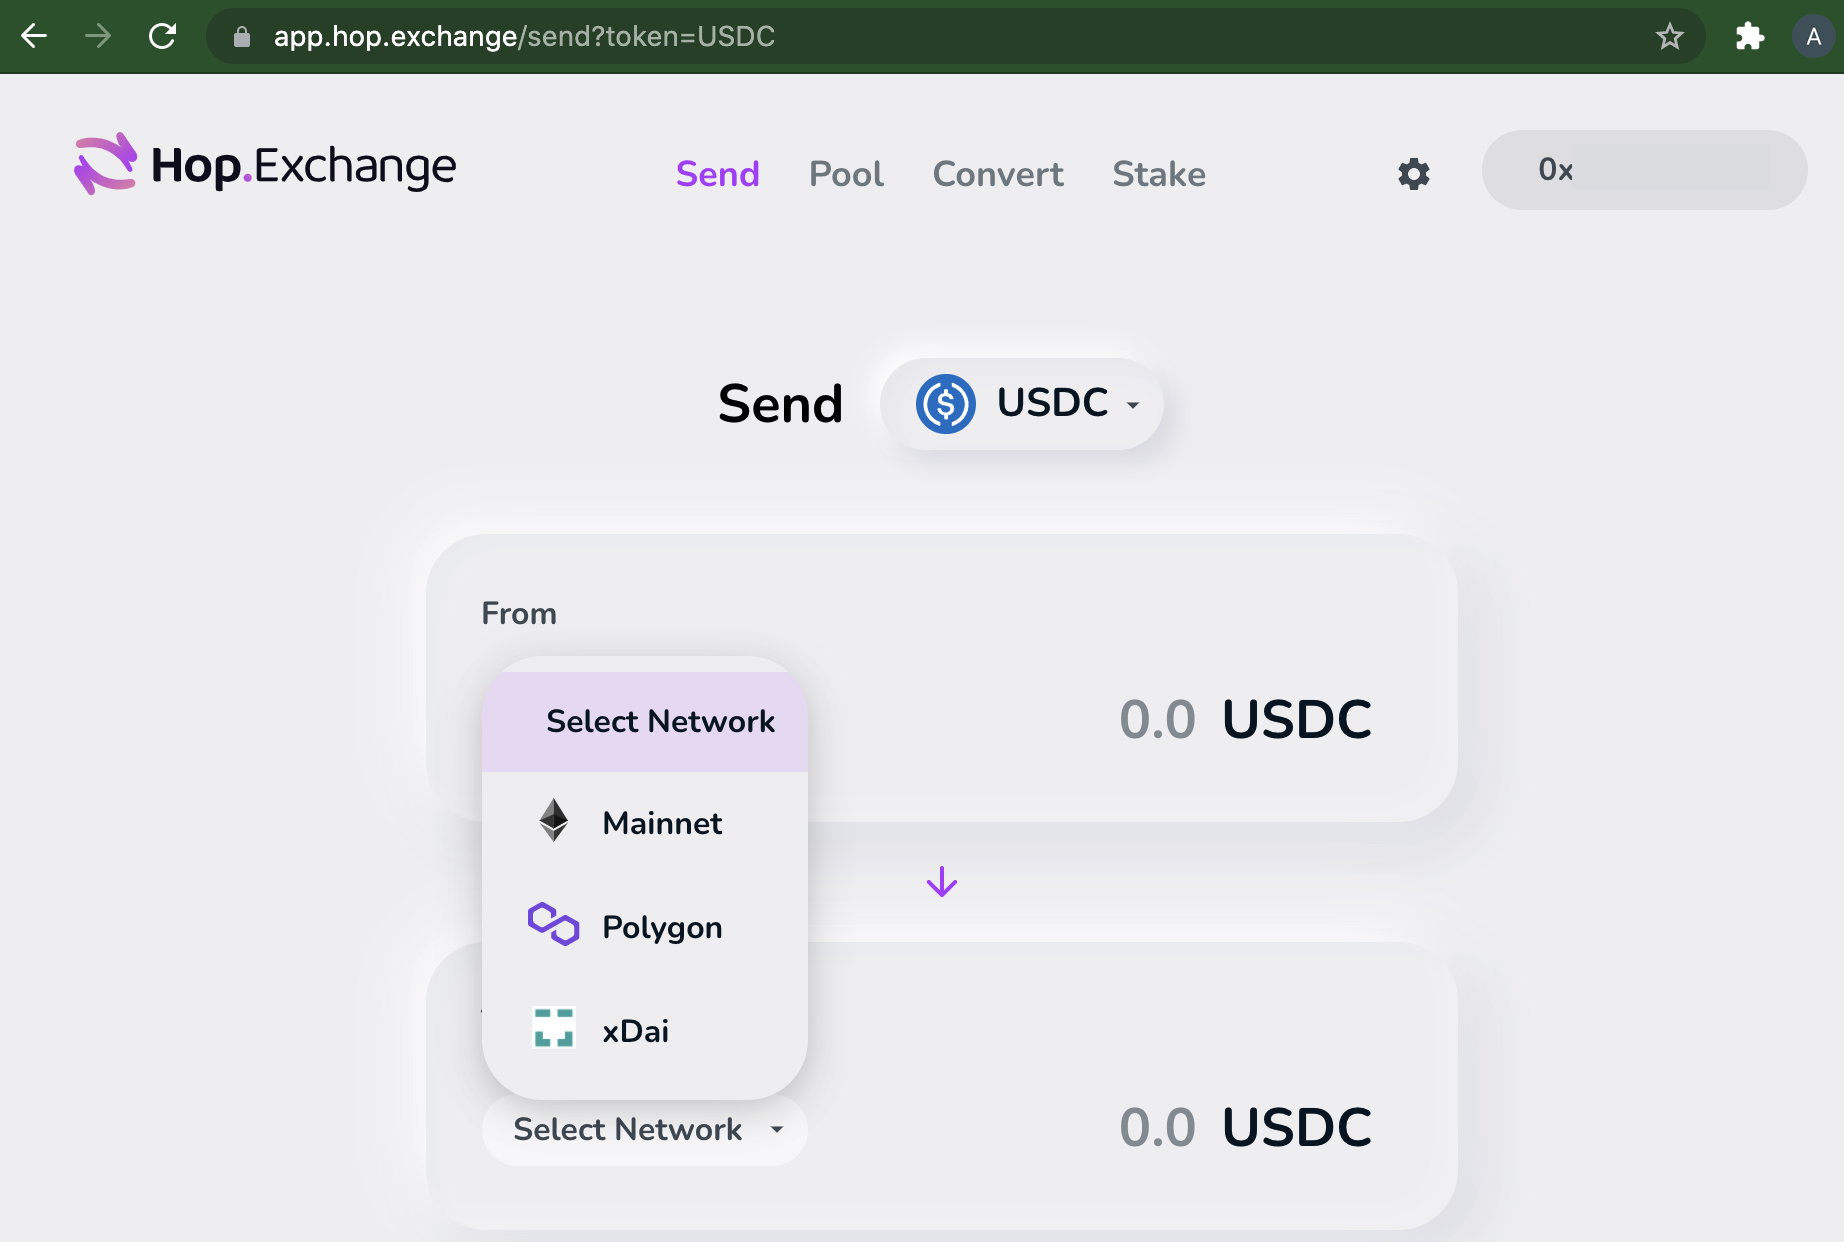 app.hop.exchange/send?token=USDC
A
Hop.Exchange
Send Pool Convert Stake
0x
Send USDC
From
Select Network
0.0 USDC
Mainnet
Polygon
xDai
Select Network
0.0 USDC